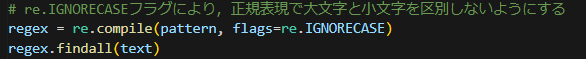 # re.IGNORECASEフラグにより，正規表現で大文字と小文字を区別しないようにする
regex = re.compile(pattern, flags=re.IGNORECASE)
regex.findall(text)